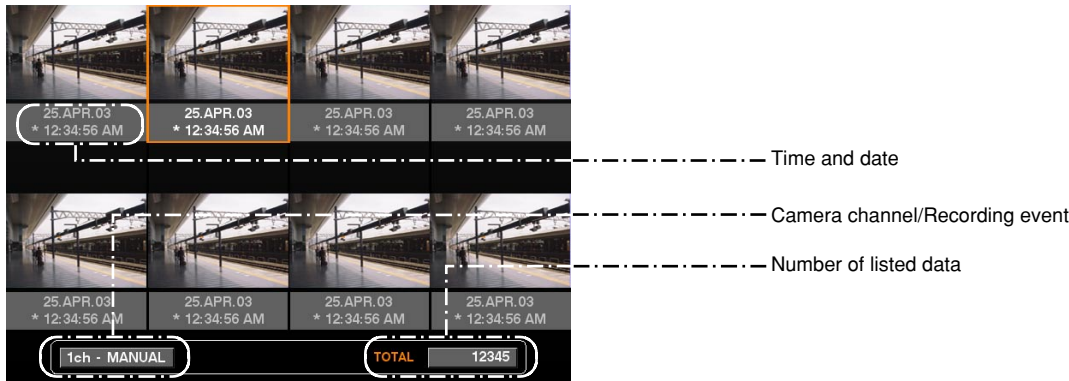 25.APR.03 25.APR.03 25.APR.03 25.APR.03
* 12:34:56 AM * 12:34:56 AM * 12:34:56 AM * 12:34:56 AM
Time and date
Camera channel/Recording event
Number of listed data
25.APR.03 25.APR.03 25.APR.03 25.APR.03
* 12:34:56 AM * 12:34:56 AM * 12:34:56 AM * 12:34:56 AM
1ch - MANUAL TOTAL 12345